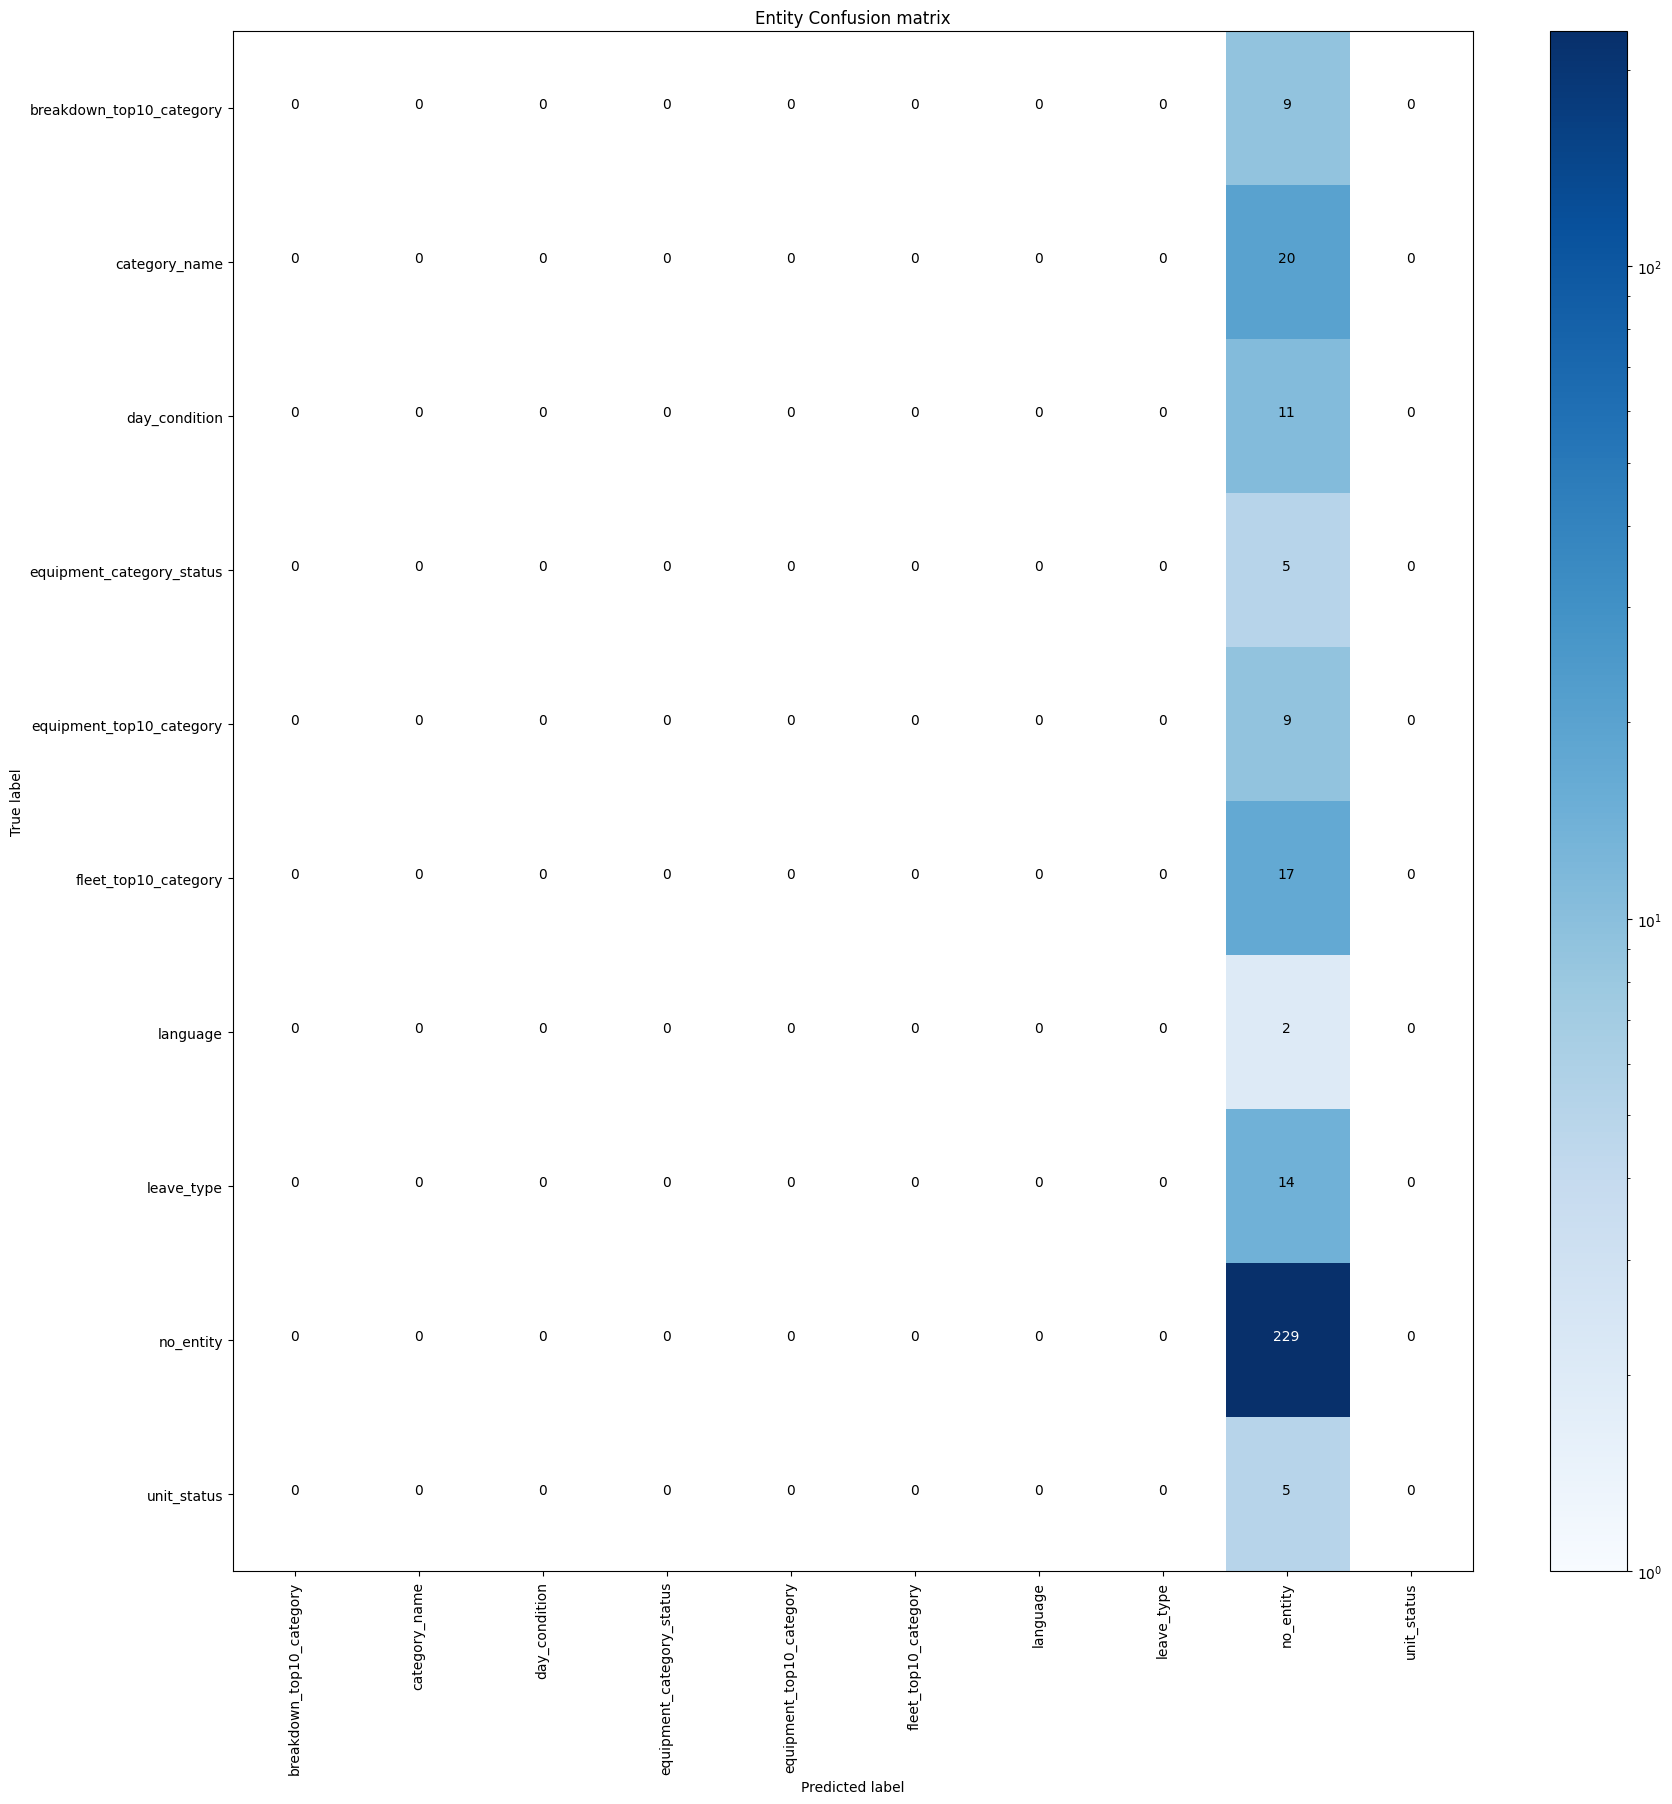 Entity Confusion matrix
breakdown_top10_category 0 0 0 0 0 0 0 0 9 0
category_name 0 0 0 0 0 0 0 0 20 0
day_condition 0 0 0 0 0 0 0 0 11 0
equipment_category_status 0 0 0 0 0 0 0 0 5 0
equipment_top10_category 0 0 0 0 0 0 0 0 9 0
fleet_top10_category 0 0 0 0 0 0 0 0 17 0
language 0 0 0 0 0 0 0 0 2 0
leave_type 0 0 0 0 0 0 0 0 14 0
no_entity 0 0 0 0 0 0 0 0 229 0
unit_status 0 0 0 0 0 0 0 0 5 0
True label
breakdown_top10_category
category_name
day_condition
equipment_category_status
equipment_top10_category
fleet_top10_category
language
leave_type
no_entity
unit_status
Predicted label
10²
10¹
10⁰